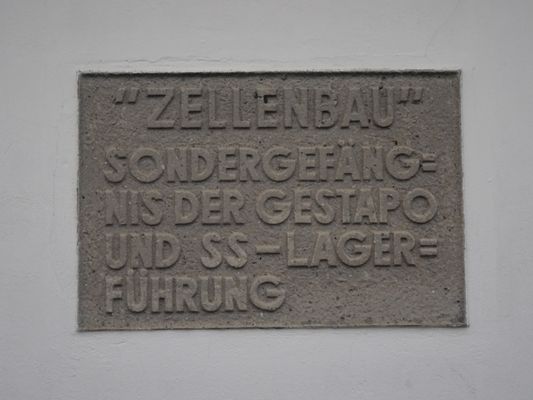 "ZELLENBAU"
SONDERGEFÄNG=
NIS DER GESTAPO
UND SS-LAGER=
FÜHRUNG